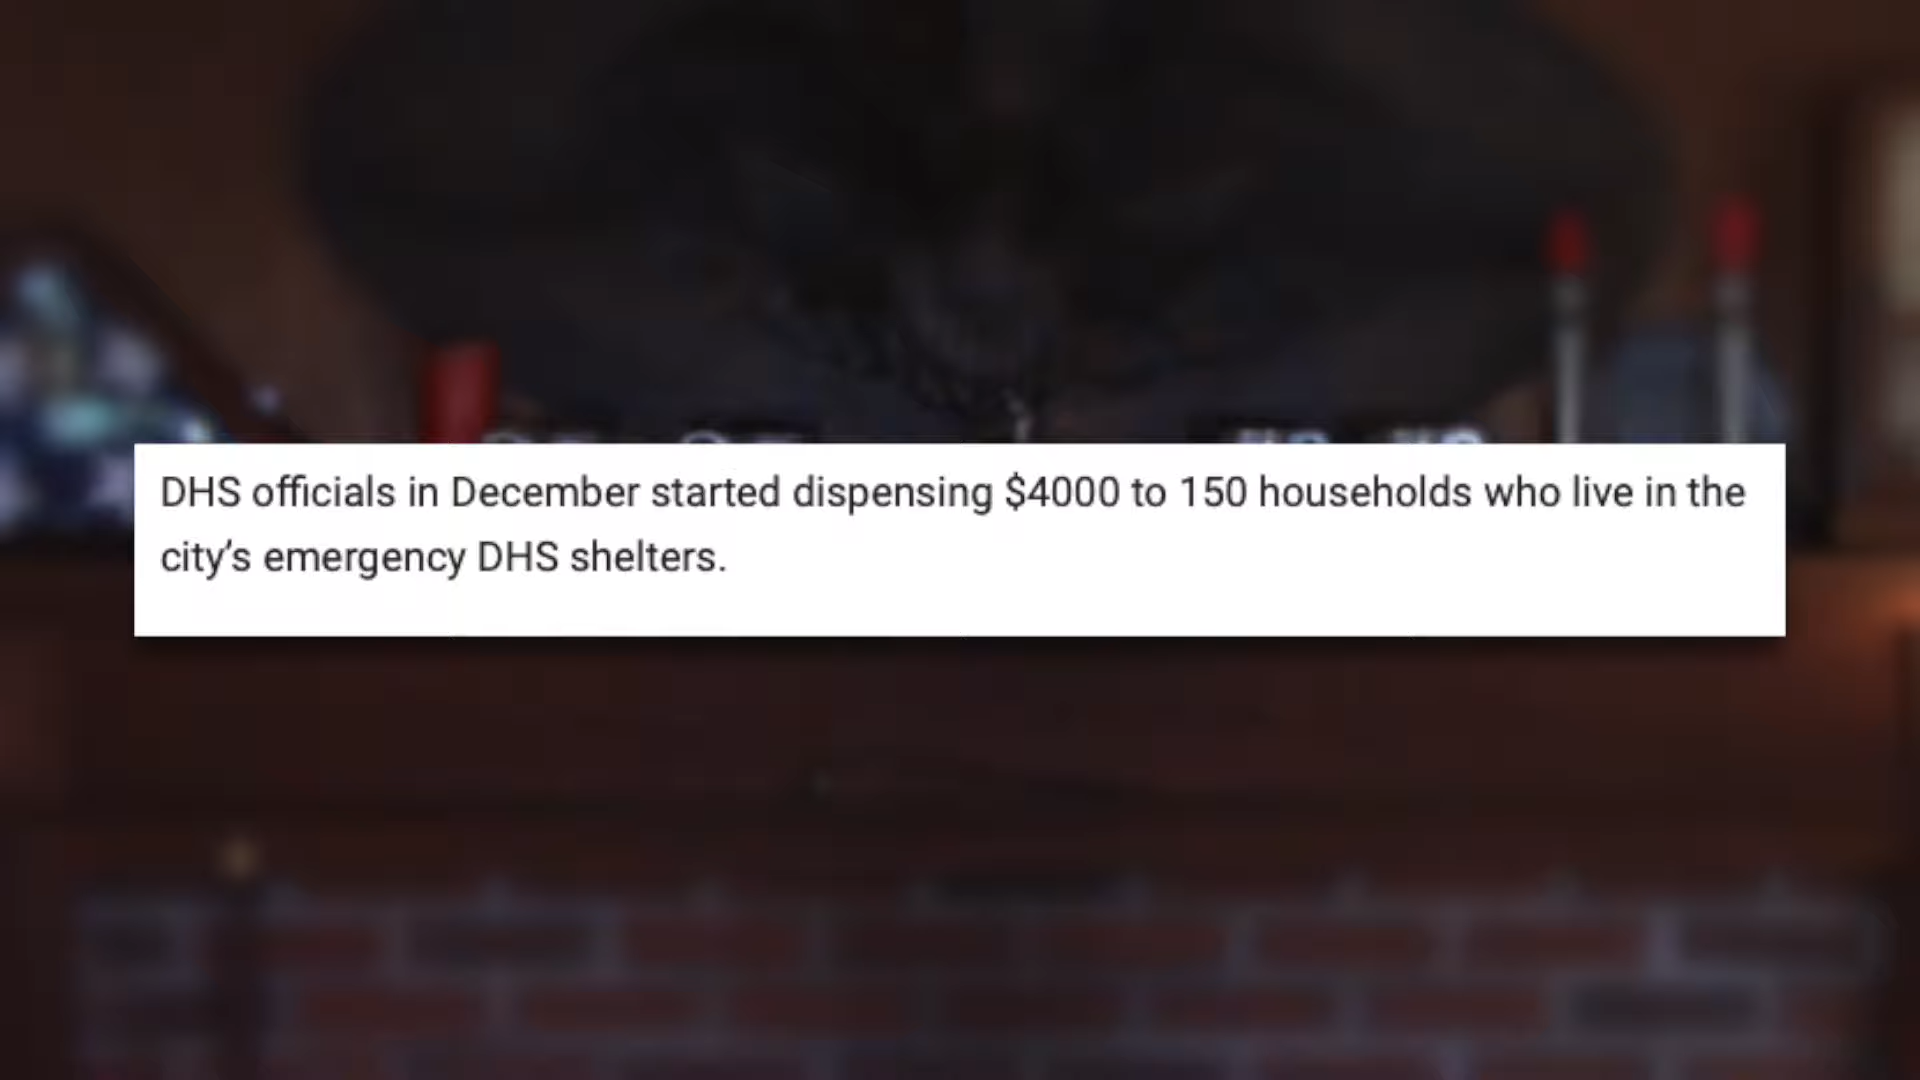 DHS officials in December started dispensing $4000 to 150 households who live in the
city’s emergency DHS shelters.